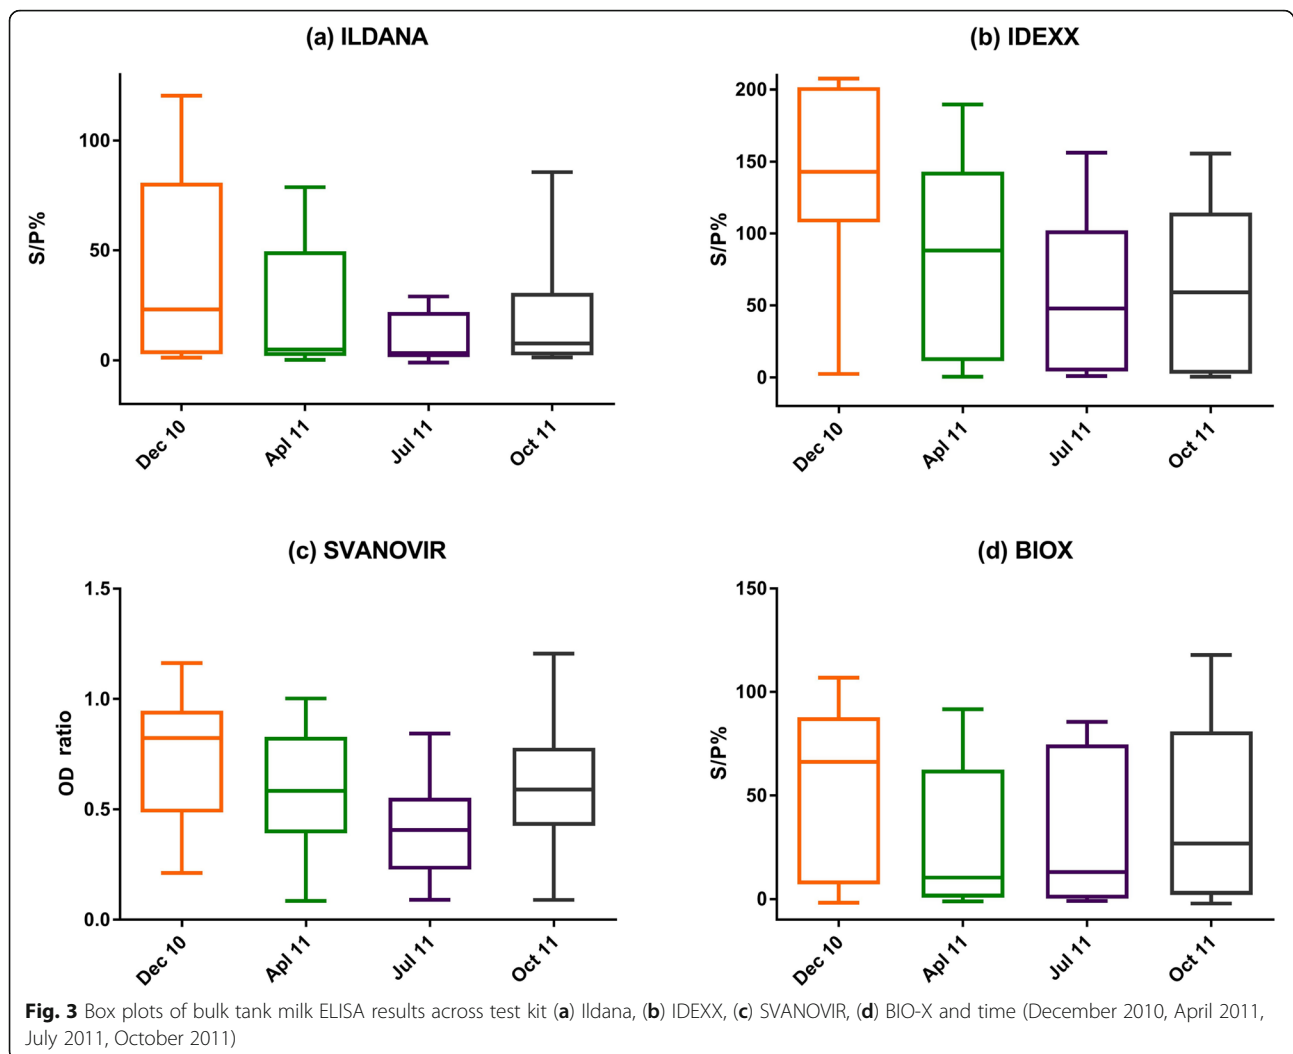 (a) ILDANA
S/P%
100
50
0
Dec 10
Apl 11
Jul 11
Oct 11
(b) IDEXX
S/P%
200
150
100
50
0
Dec 10
Apl 11
Jul 11
Oct 11
(c) SVANOVIR
OD ratio
1.5
1.0
0.5
0.0
Dec 10
Apl 11
Jul 11
Oct 11
(d) BIOX
S/P%
150
100
50
0
Dec 10
Apl 11
Jul 11
Oct 11
Fig. 3 Box plots of bulk tank milk ELISA results across test kit (a) Ildana, (b) IDEXX, (c) SVANOVIR, (d) BIO-X and time (December 2010, April 2011,
July 2011, October 2011)